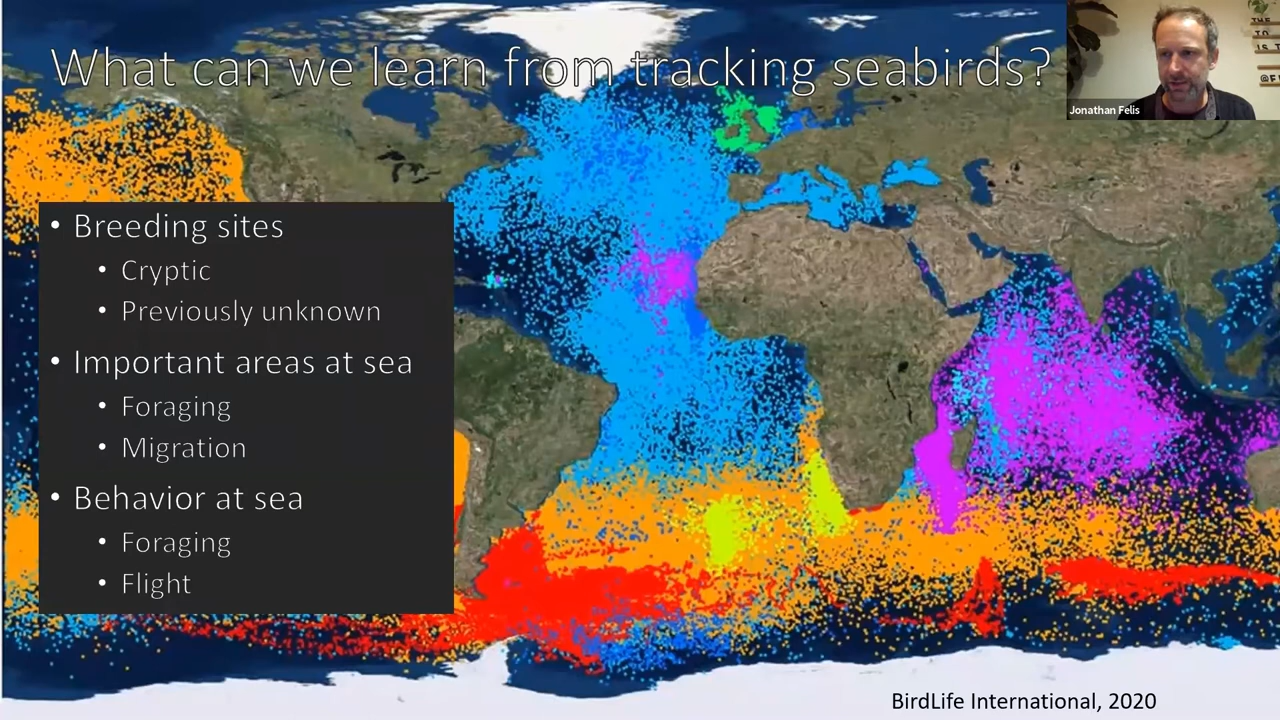 What can we learn from tracking seabirds?
Jonathan Felis
• Breeding sites
• Cryptic
• Previously unknown
• Important areas at sea
• Foraging
• Migration
• Behavior at sea
• Foraging
• Flight
BirdLife International, 2020